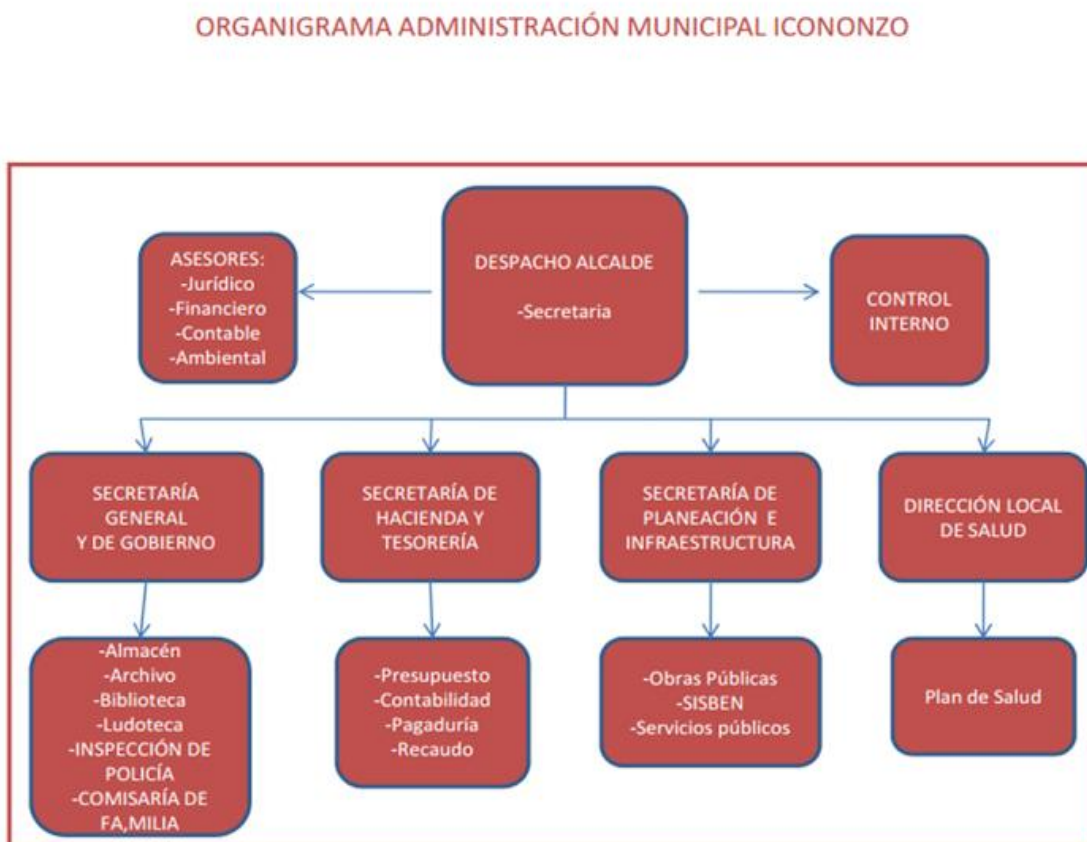 ORGANIGRAMA ADMINISTRACIÓN MUNICIPAL ICONONZO
ASESORES:
-Jurídico
-Financiero
-Contable
-Ambiental
DESPACHO ALCALDE
-Secretaria
CONTROL
INTERNO
SECRETARÍA
GENERAL
Y DE GOBIERNO
SECRETARÍA DE
HACIENDA Y
TESORERÍA
SECRETARÍA DE
PLANEACIÓN E
INFRAESTRUCTURA
DIRECCIÓN LOCAL
DE SALUD
-Almacén
-Archivo
-Biblioteca
-Ludoteca
-INSPECCIÓN DE
POLICÍA
-COMISARÍA DE
FA,MILIA
-Presupuesto
-Contabilidad
-Pagaduría
-Recaudo
-Obras Públicas
-SISBEN
-Servicios públicos
Plan de Salud